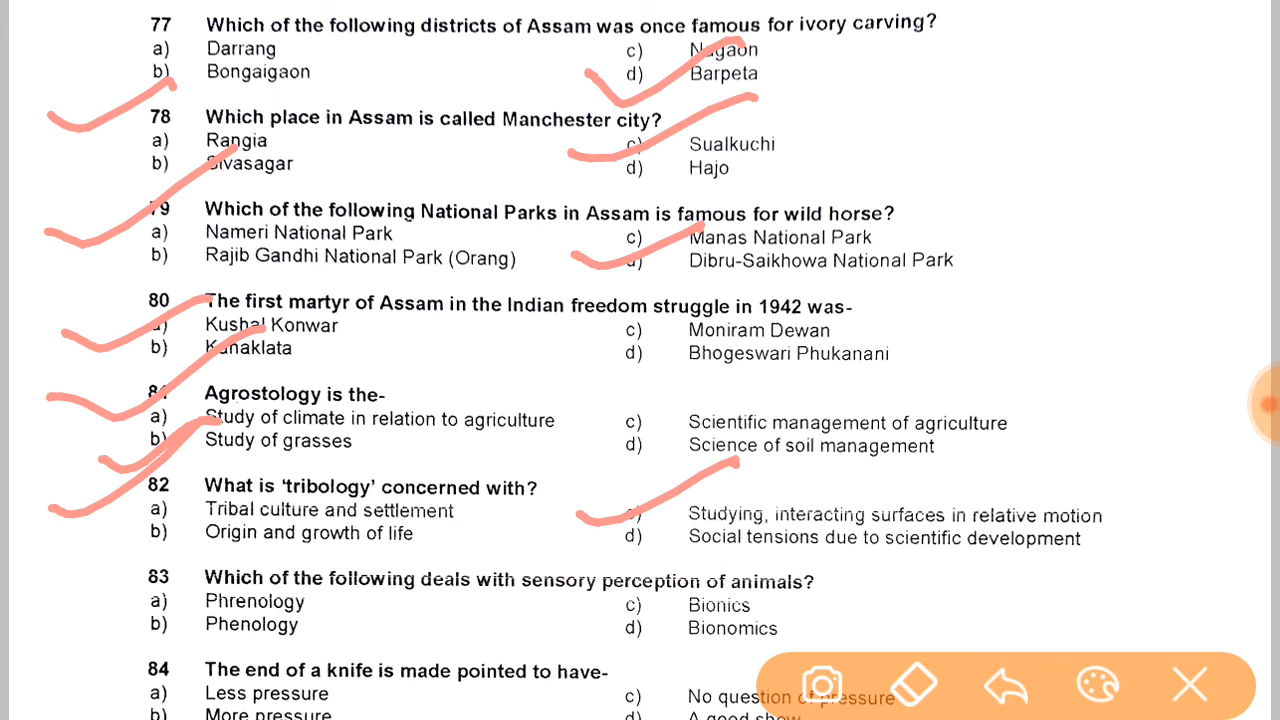 77 Which of the following districts of Assam was once famous for ivory carving?
a) Darrang c) Nagaon
b) Bongaigaon d) Barpeta
78 Which place in Assam is called Manchester city?
a) Rangia c) Sualkuchi
b) Sivasagar d) Hajo
79 Which of the following National Parks in Assam is famous for wild horse?
a) Nameri National Park c) Manas National Park
b) Rajib Gandhi National Park (Orang) d) Dibru-Saikhowa National Park
80 The first martyr of Assam in the Indian freedom struggle in 1942 was-
a) Kushal Konwar c) Moniram Dewan
b) Kanaklata d) Bhogeswari Phukanani
81 Agrostology is the-
a) Study of climate in relation to agriculture c) Scientific management of agriculture
b) Study of grasses d) Science of soil management
82 What is ‘tribology’ concerned with?
a) Tribal culture and settlement c) Studying, interacting surfaces in relative motion
b) Origin and growth of life d) Social tensions due to scientific development
83 Which of the following deals with sensory perception of animals?
a) Phrenology c) Bionics
b) Phenology d) Bionomics
84 The end of a knife is made pointed to have-
a) Less pressure c) No question of pressure
b) More pressure d) A good show